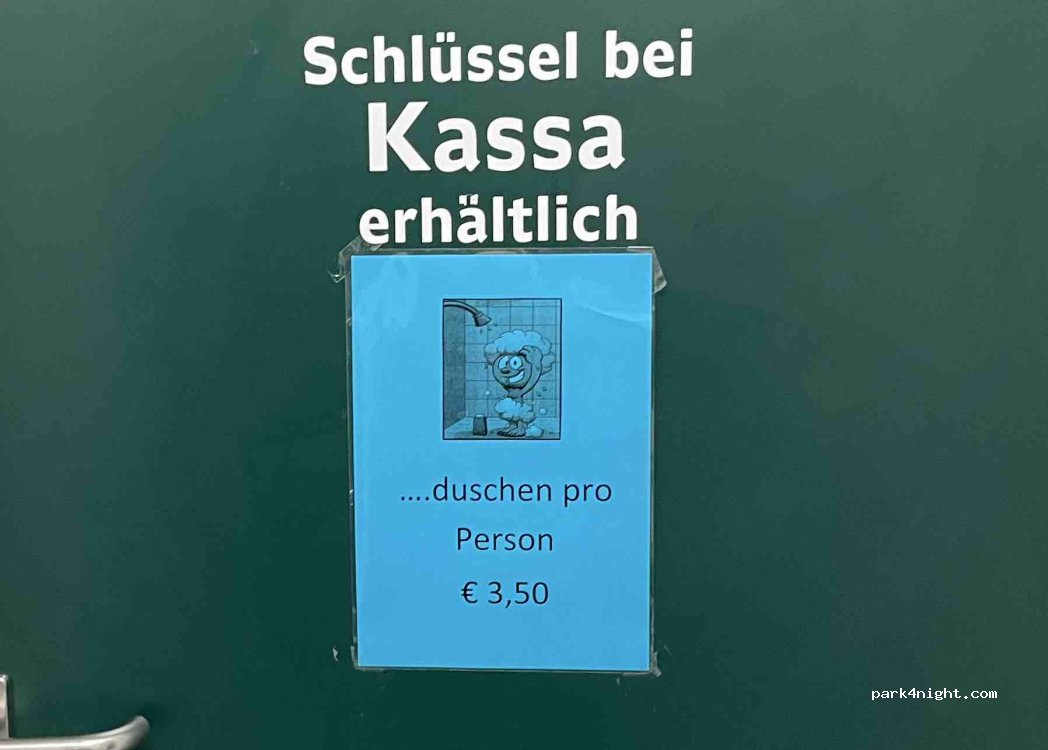 Schlüssel bei
Kassa
erhältlich
....duschen pro
Person
€ 3,50
park4night.com